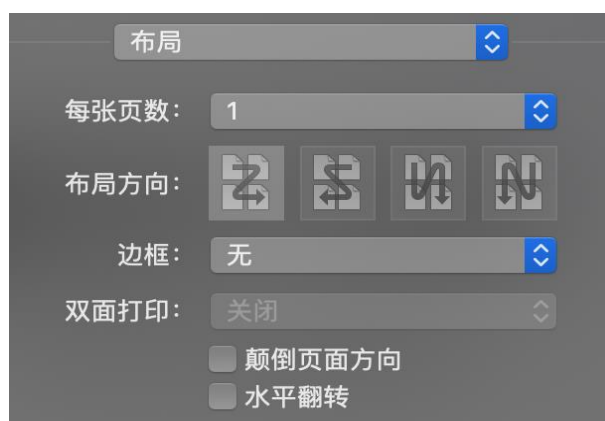 布局
每张页数： 1
布局方向：
边框： 无
双面打印： 关闭
颠倒页面方向
水平翻转